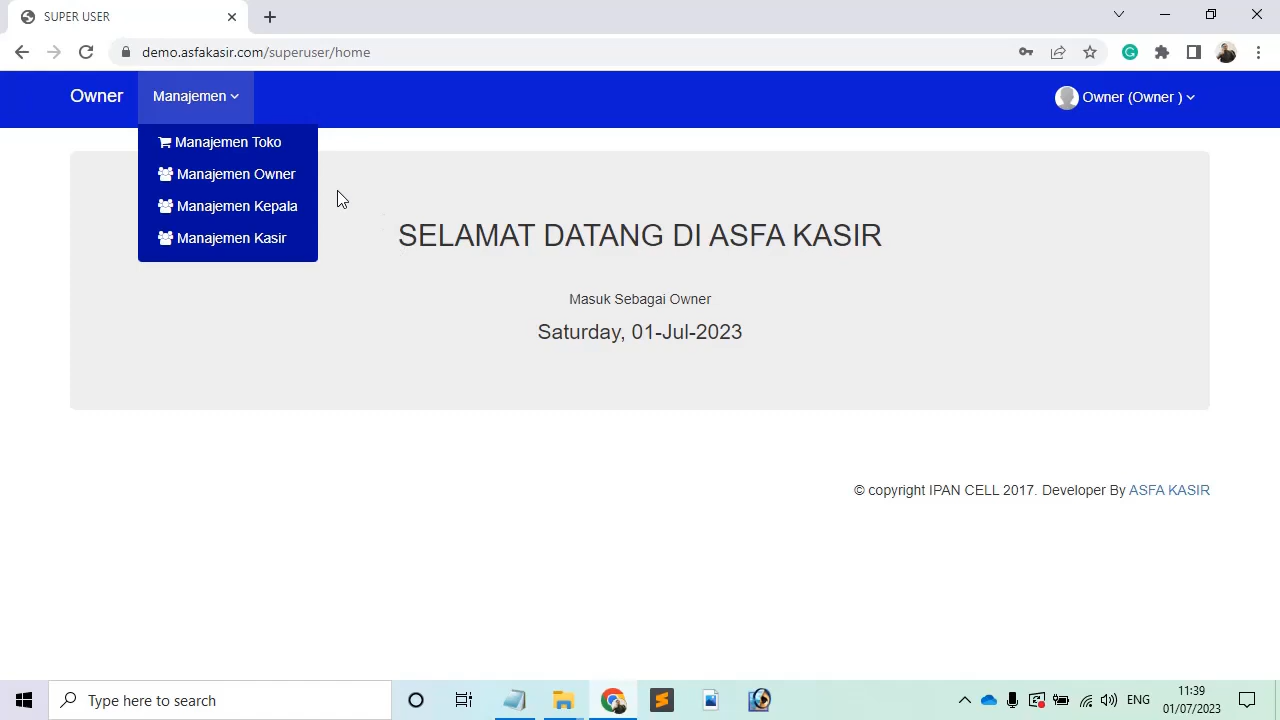 SUPER USER
demo.asfakasir.com/superuser/home
Owner
Manajemen
Owner (Owner )
Manajemen Toko
Manajemen Owner
Manajemen Kepala
Manajemen Kasir
SELAMAT DATANG DI ASFA KASIR
Masuk Sebagai Owner
Saturday, 01-Jul-2023
© copyright IPAN CELL 2017. Developer By ASFA KASIR
Type here to search
ENG
11:39
01/07/2023